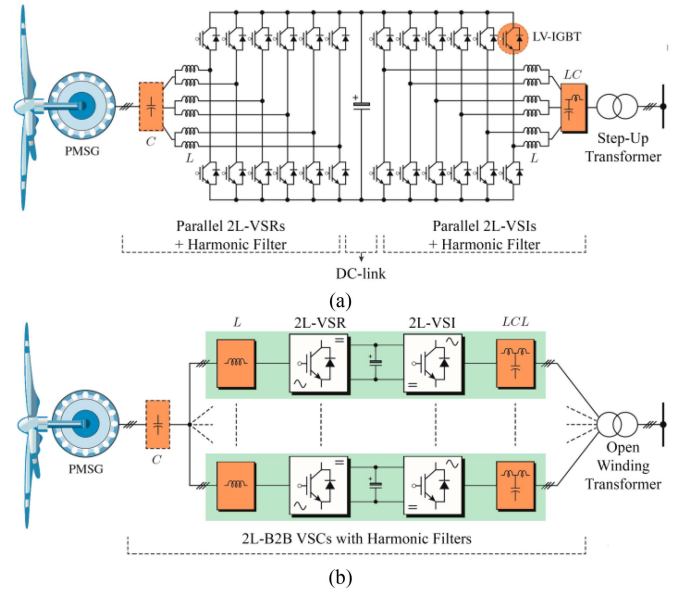 LV-IGBT
LC
+
PMSG
C
L
L
Step-Up
Transformer
Parallel 2L-VSRs
+ Harmonic Filter
Parallel 2L-VSIs
+ Harmonic Filter
DC-link
(a)
L
2L-VSR
2L-VSI
LCL
+
PMSG
C
Open
Winding
Transformer
+
2L-B2B VSCs with Harmonic Filters
(b)